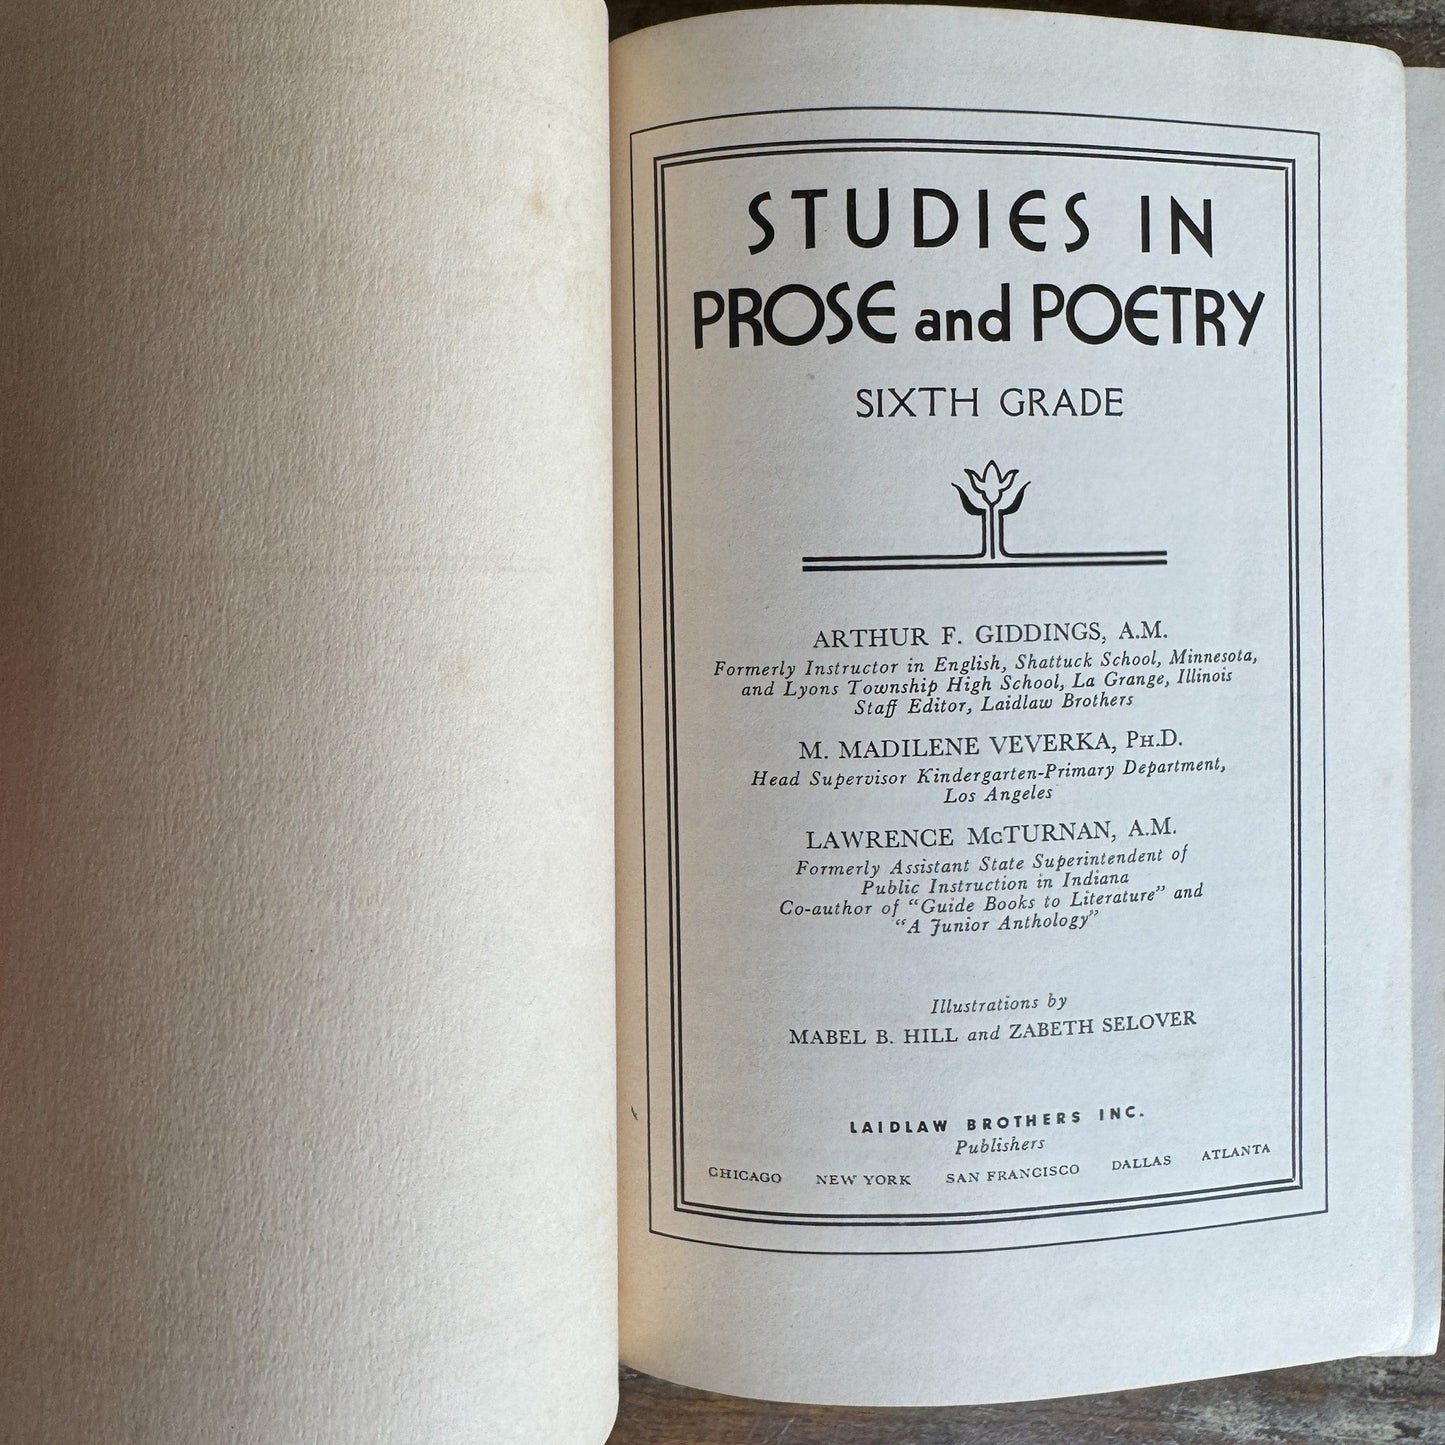 STUDIES IN
PROSE and POETRY
SIXTH GRADE
ARTHUR F. GIDDINGS, A.M.
Formerly Instructor in English, Shattuck School, Minnesota,
and Lyons Township High School, La Grange, Illinois
Staff Editor, Laidlaw Brothers
M. MADILENE VEVERKA, PH.D.
Head Supervisor Kindergarten-Primary Department,
Los Angeles
LAWRENCE McTURNAN, A.M.
Formerly Assistant State Superintendent of
Public Instruction in Indiana
Co-author of “Guide Books to Literature” and
“A Junior Anthology”
Illustrations by
MABEL B. HILL and ZABETH SELOVER
LAIDLAW BROTHERS INC.
Publishers
CHICAGO NEW YORK SAN FRANCISCO DALLAS ATLANTA